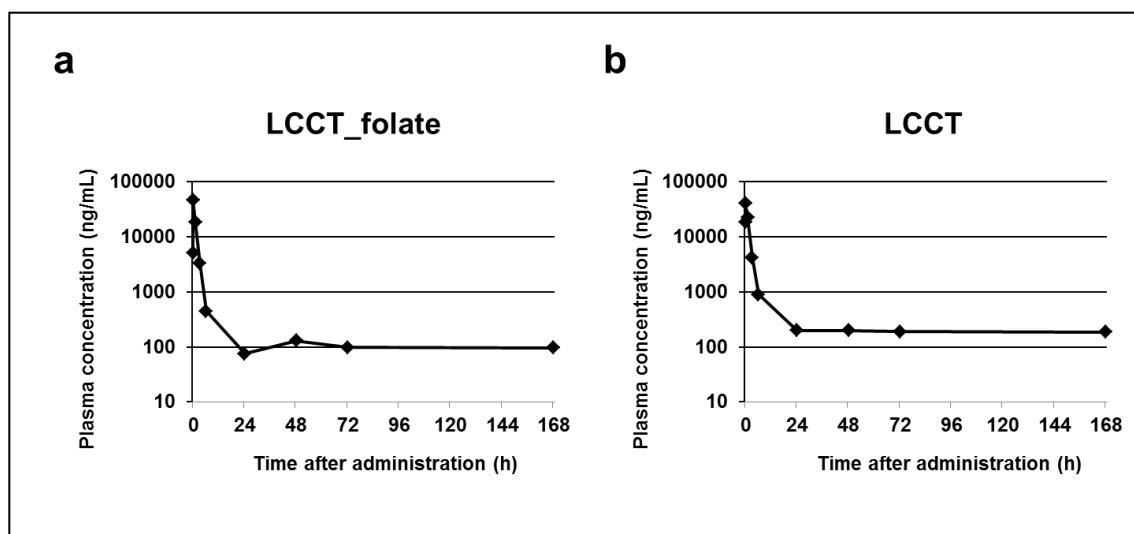 a
LCCT_folate
Plasma concentration (ng/mL)
100000
10000
1000
100
10
0 24 48 72 96 120 144 168
Time after administration (h)
b
LCCT
Plasma concentration (ng/mL)
100000
10000
1000
100
10
0 24 48 72 96 120 144 168
Time after administration (h)